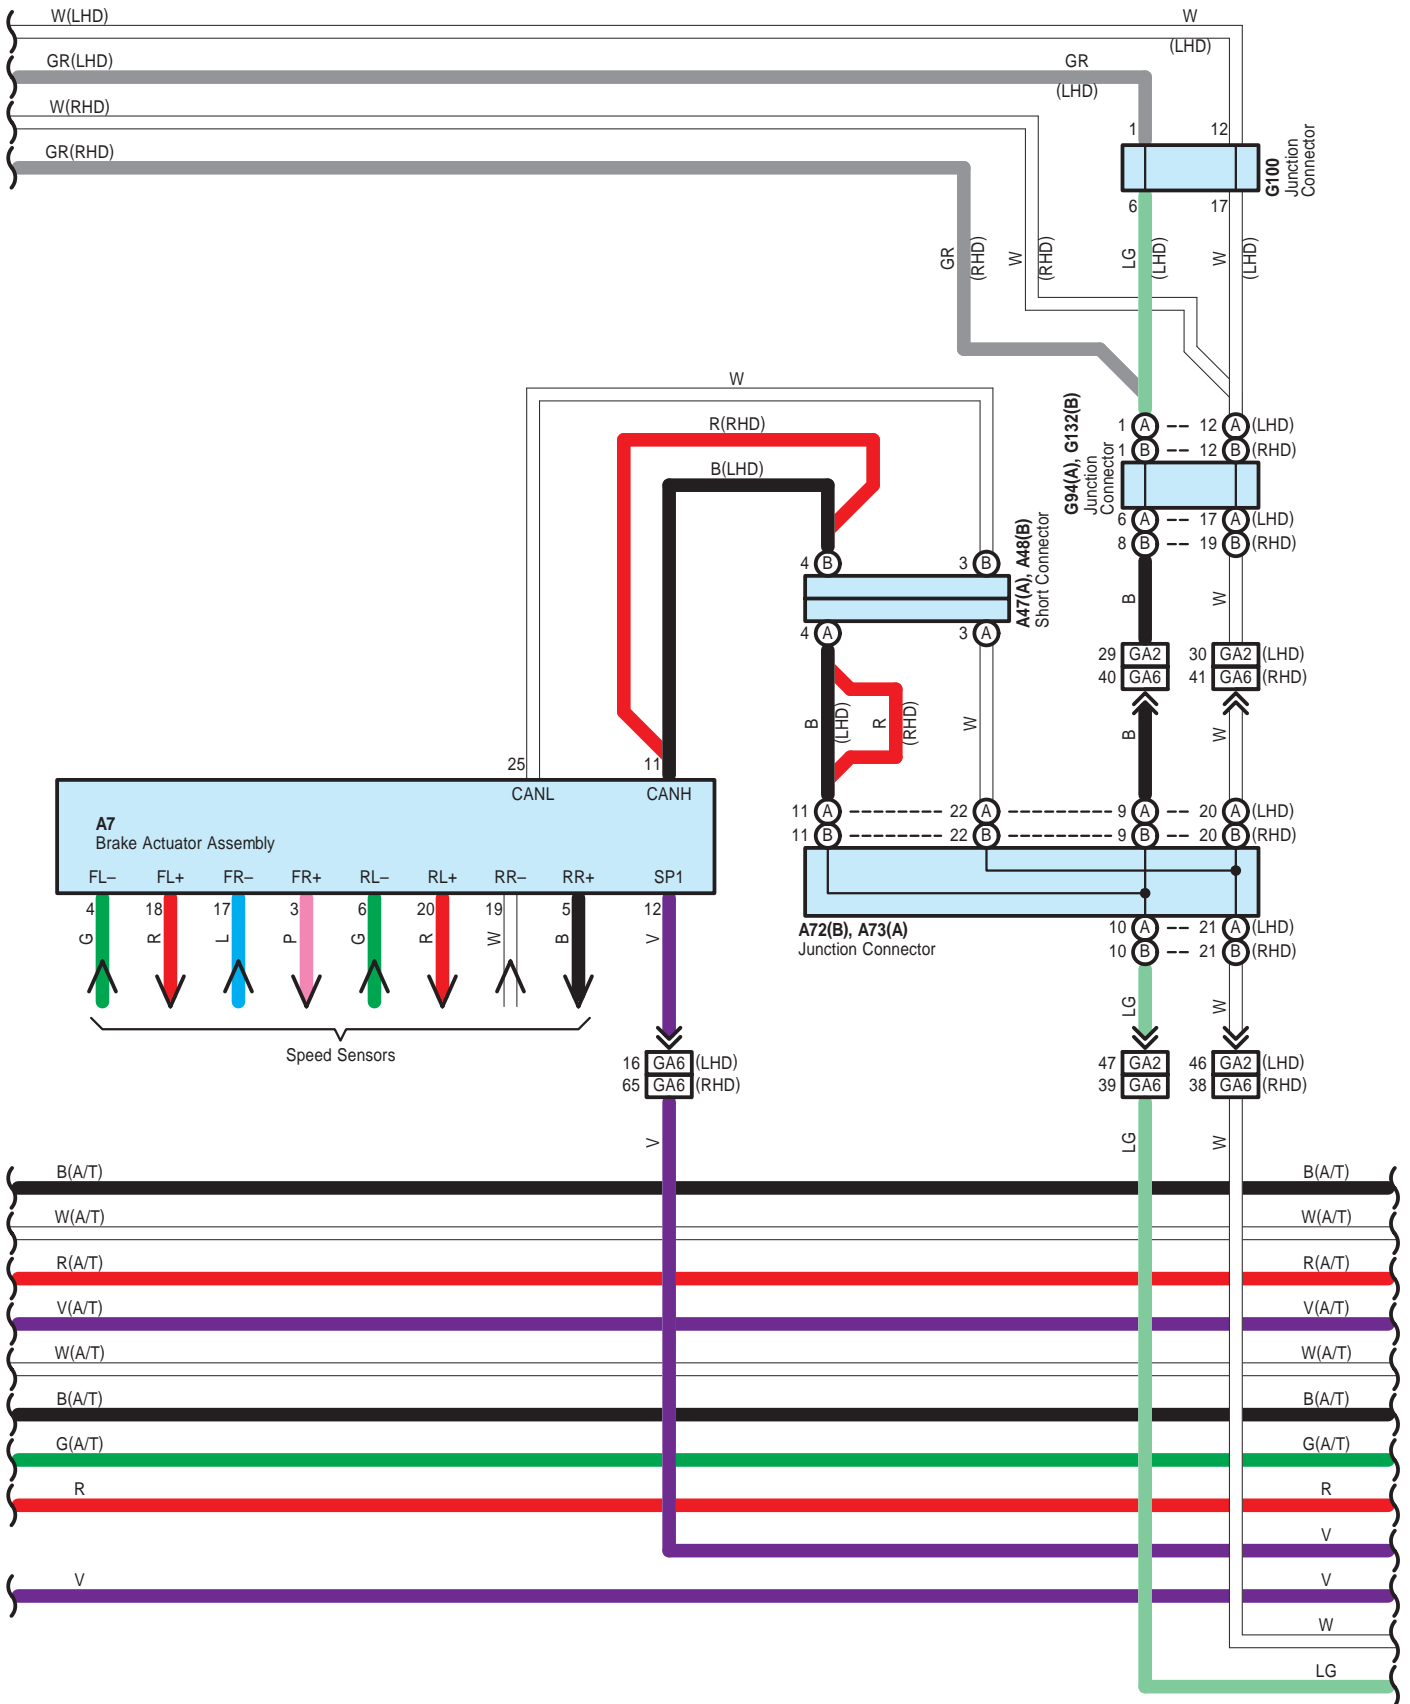 W(LHD)
W
(LHD)
GR(LHD)
GR
(LHD)
W(RHD)
GR(RHD)
1
12
G100
Junction
Connector
6
17
GR
(RHD)
W
(RHD)
LG
(LHD)
W
(LHD)
W
R(RHD)
B(LHD)
G94(A), G132(B)
Junction
Connector
1 A -- 12 A (LHD)
1 B -- 12 B (RHD)
6 A -- 17 A (LHD)
8 B -- 19 B (RHD)
4 B
3 B
A47(A), A48(B)
Short Connector
4 A
3 A
B
W
29 GA2
30 GA2 (LHD)
40 GA6
41 GA6 (RHD)
B
(LHD)
R
(RHD)
W
B
W
25
11
CANL
CANH
A7
Brake Actuator Assembly
FL– FL+ FR– FR+ RL– RL+ RR– RR+ SP1
4 18 17 3 6 20 19 5 12
G R L P G R W B V
Speed Sensors
11 A ---------- 22 A ----------- 9 A -- 20 A (LHD)
11 B ---------- 22 B ----------- 9 B -- 20 B (RHD)
A72(B), A73(A)
Junction Connector
10 A -- 21 A (LHD)
10 B -- 21 B (RHD)
LG
W
16 GA6 (LHD)
65 GA6 (RHD)
47 GA2
46 GA2 (LHD)
39 GA6
38 GA6 (RHD)
V
LG
W
B(A/T)
B(A/T)
W(A/T)
W(A/T)
R(A/T)
R(A/T)
V(A/T)
V(A/T)
W(A/T)
W(A/T)
B(A/T)
B(A/T)
G(A/T)
G(A/T)
R
R
V
V
V
W
LG